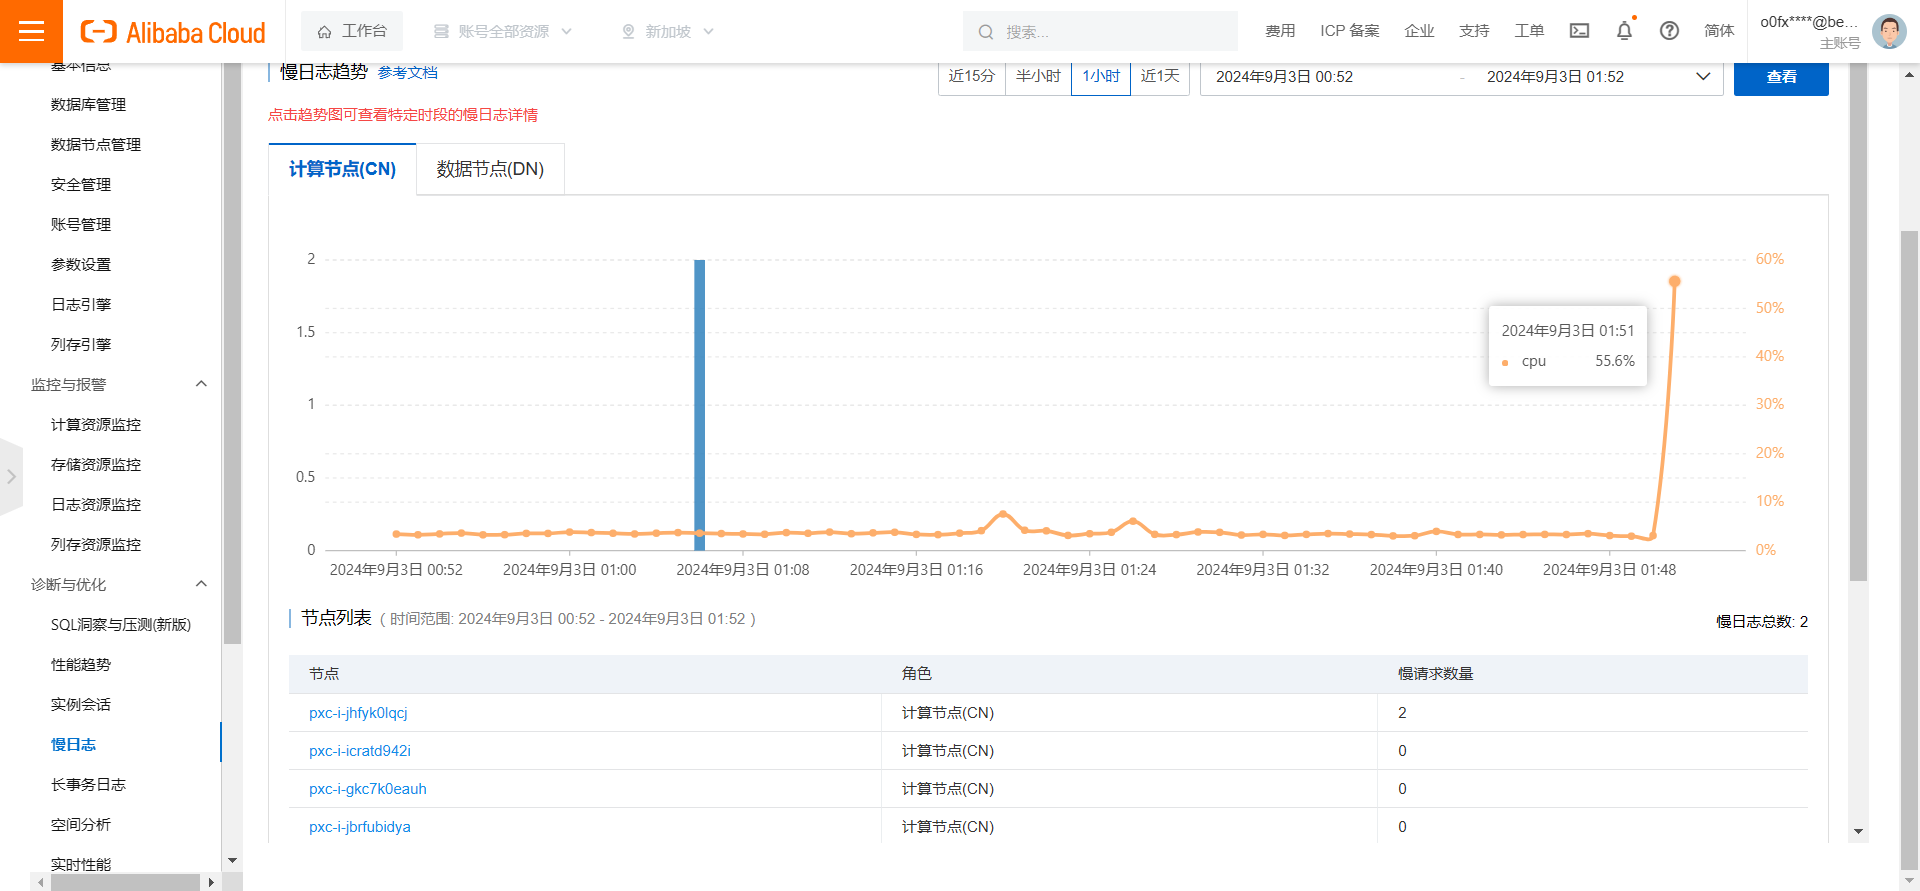 Alibaba Cloud
工作台
账号全部资源
新加坡
搜索...
费用
ICP 备案
企业
支持
工单
简体
o0fx****@be...
主账号
基本信息
数据库管理
数据节点管理
安全管理
账号管理
参数设置
日志引擎
列存引擎
监控与报警
计算资源监控
存储资源监控
日志资源监控
列存资源监控
诊断与优化
SQL洞察与压测(新版)
性能趋势
实例会话
慢日志
长事务日志
空间分析
实时性能
慢日志趋势 参考文档
近15分 半小时 1小时 近1天
2024年9月3日 00:52 - 2024年9月3日 01:52
查看
点击趋势图可查看特定时段的慢日志详情
计算节点(CN) 数据节点(DN)
2 60%
50%
1.5
40%
1 30%
20%
0.5
10%
0 0%
2024年9月3日 01:51
cpu 55.6%
2024年9月3日 00:52 2024年9月3日 01:00 2024年9月3日 01:08 2024年9月3日 01:16 2024年9月3日 01:24 2024年9月3日 01:32 2024年9月3日 01:40 2024年9月3日 01:48
节点列表 ( 时间范围: 2024年9月3日 00:52 - 2024年9月3日 01:52 )
慢日志总数: 2
节点 角色 慢请求数量
pxc-i-jhfyk0lqcj 计算节点(CN) 2
pxc-i-icratd942i 计算节点(CN) 0
pxc-i-gkc7k0eauh 计算节点(CN) 0
pxc-i-jbrfubidya 计算节点(CN) 0